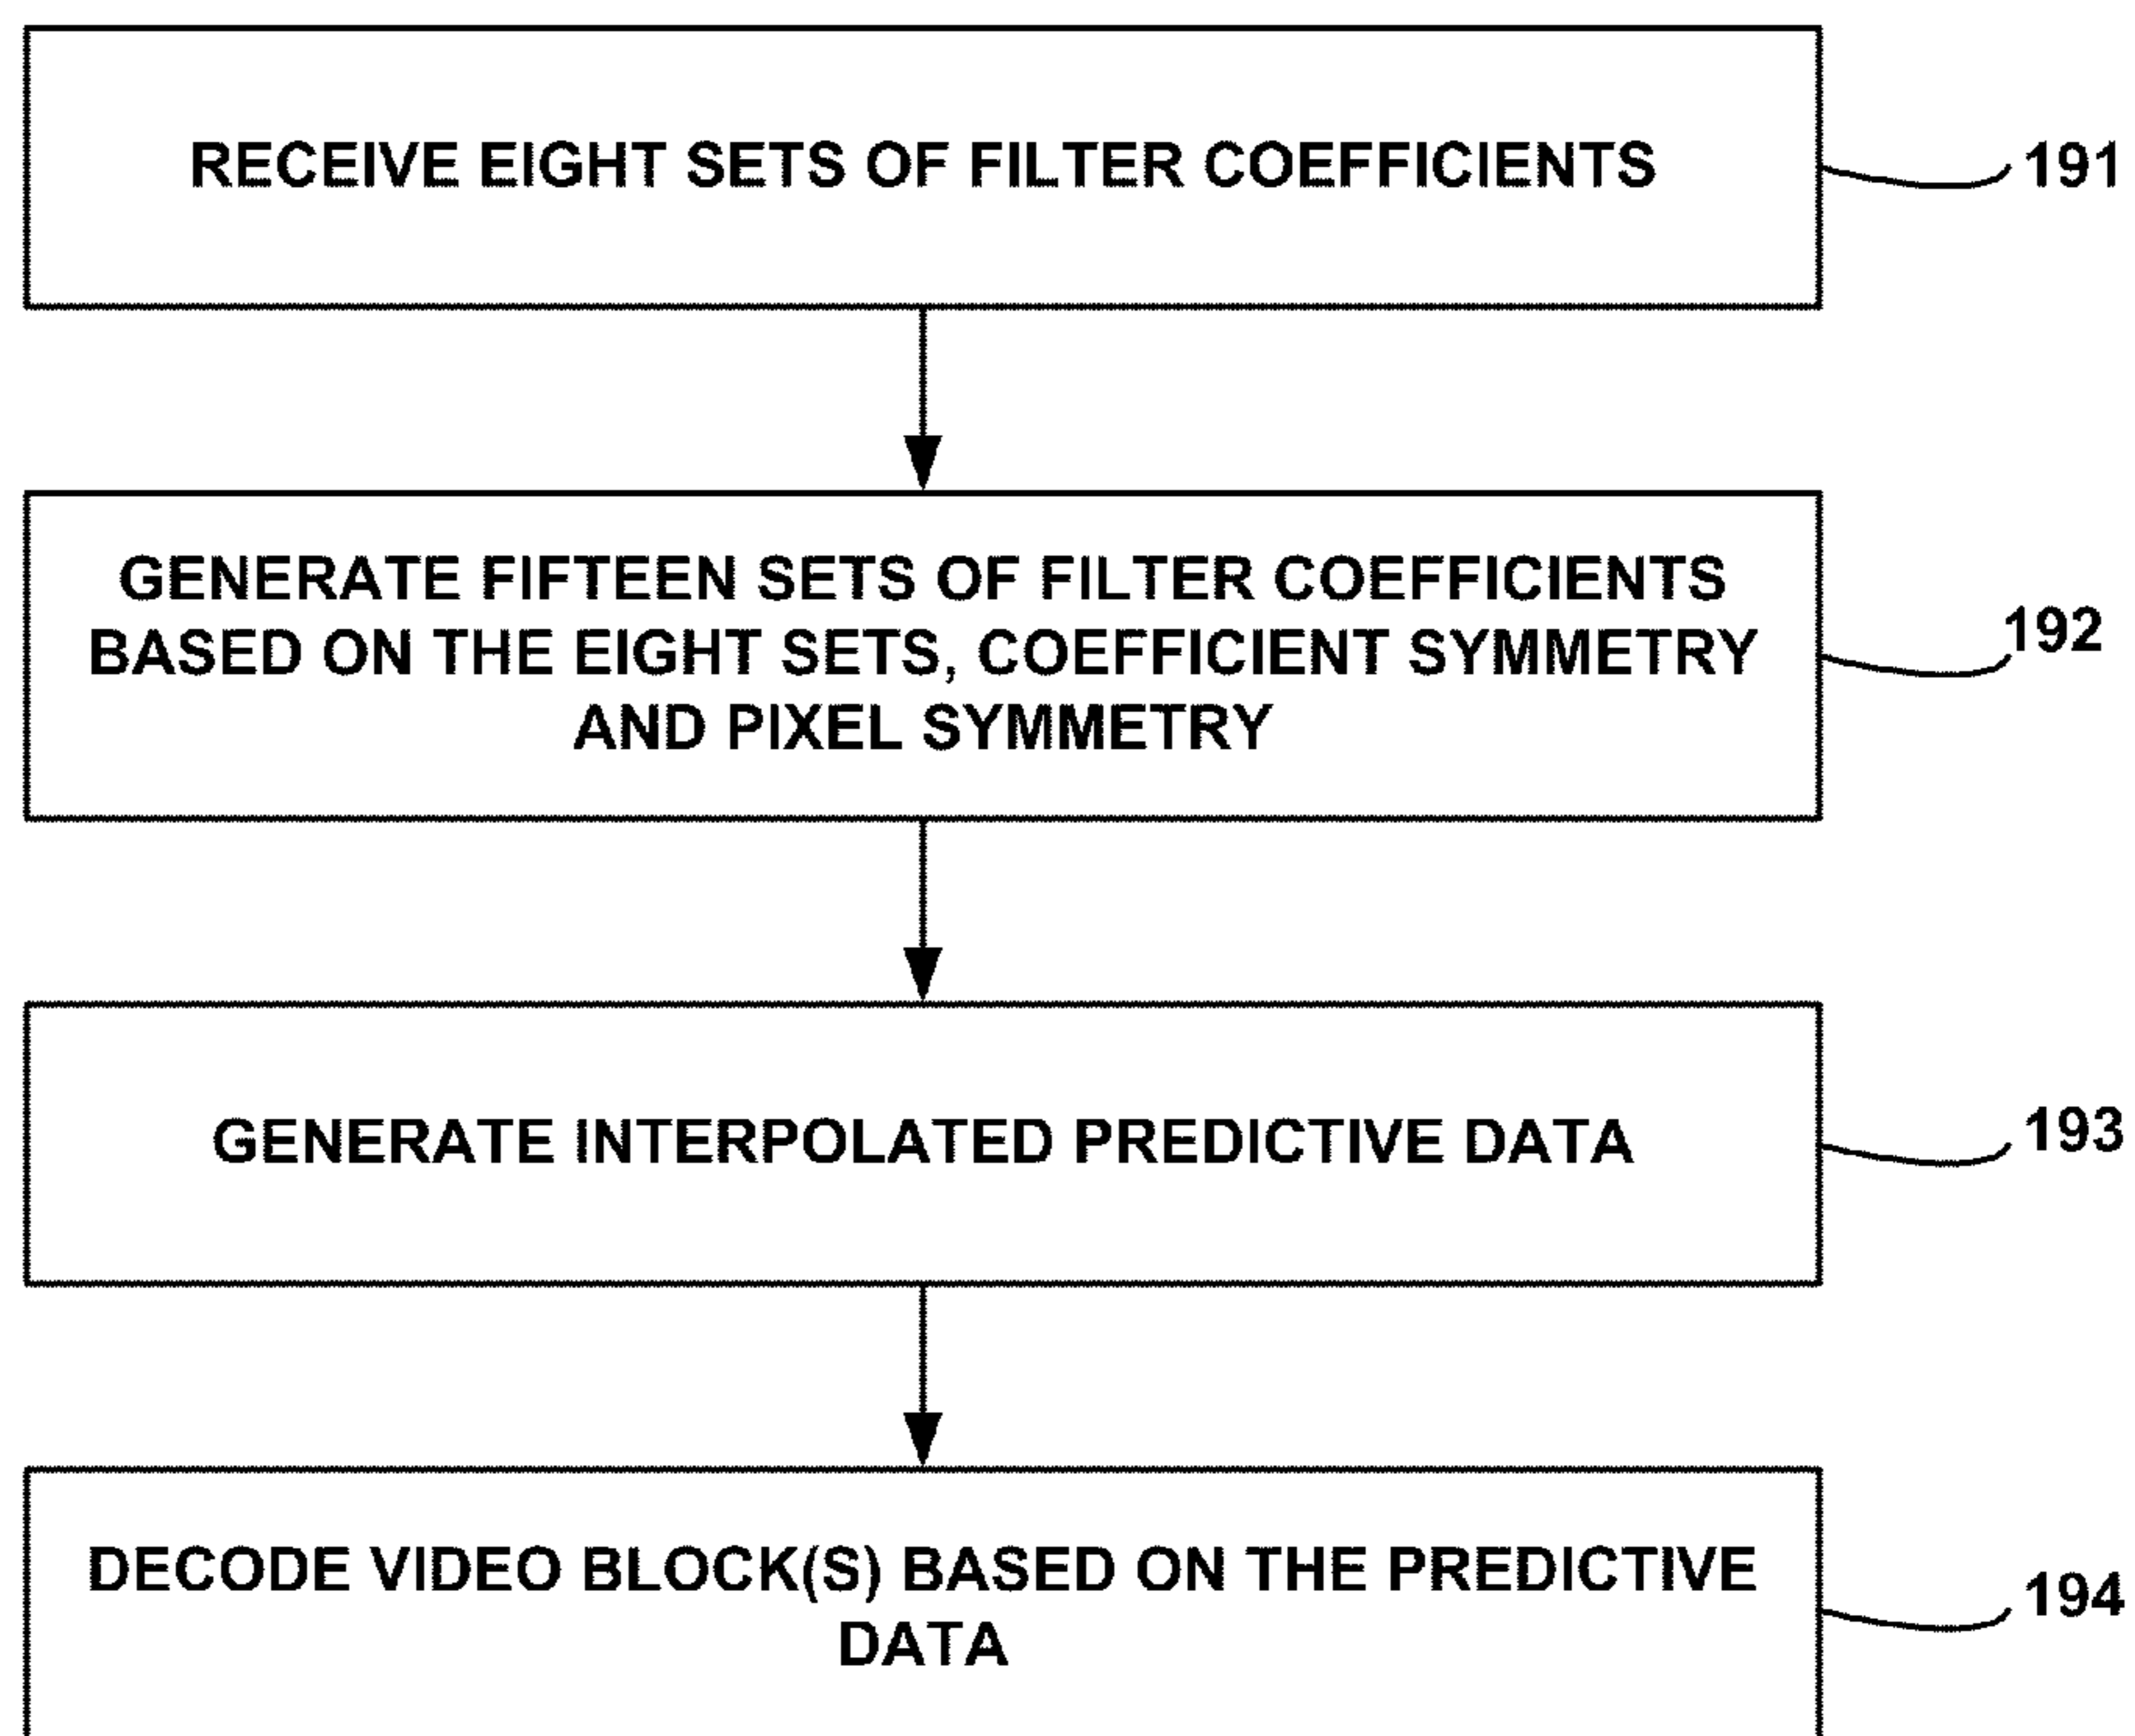 RECEIVE EIGHT SETS OF FILTER COEFFICIENTS
191
GENERATE FIFTEEN SETS OF FILTER COEFFICIENTS
BASED ON THE EIGHT SETS, COEFFICIENT SYMMETRY
AND PIXEL SYMMETRY
192
GENERATE INTERPOLATED PREDICTIVE DATA
193
DECODE VIDEO BLOCK(S) BASED ON THE PREDICTIVE
DATA
194